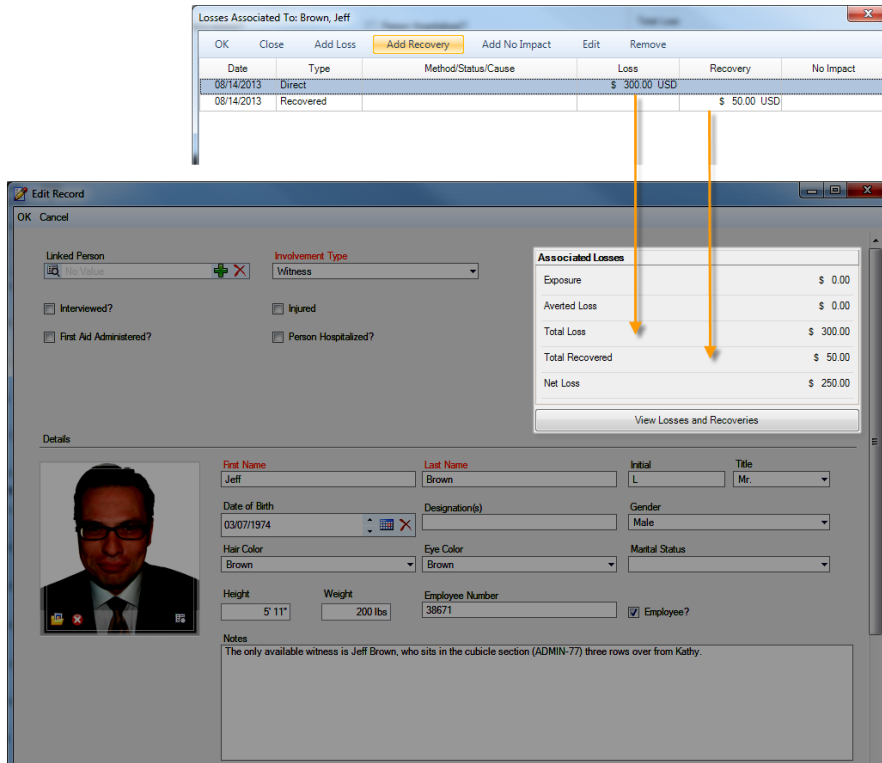 Losses Associated To: Brown, Jeff
OK Close Add Loss Add Recovery Add No Impact Edit Remove
Date Type Method/Status/Cause Loss Recovery No Impact
08/14/2013 Direct $ 300.00 USD
08/14/2013 Recovered $ 50.00 USD
Edit Record
OK Cancel
Linked Person Involvement Type
No Value Witness
Interviewed? Injured
First Aid Administered? Person Hospitalized?
Associated Losses
Exposure $ 0.00
Averted Loss $ 0.00
Total Loss $ 300.00
Total Recovered $ 50.00
Net Loss $ 250.00
View Losses and Recoveries
Details
First Name Last Name Initial Title
Jeff Brown L Mr.
Date of Birth Designation(s) Gender
03/07/1974 Male
Hair Color Eye Color Marital Status
Brown Brown
Height Weight Employee Number
5' 11" 200 lbs 38671 Employee?
Notes
The only available witness is Jeff Brown, who sits in the cubicle section (ADMIN-77) three rows over from Kathy.